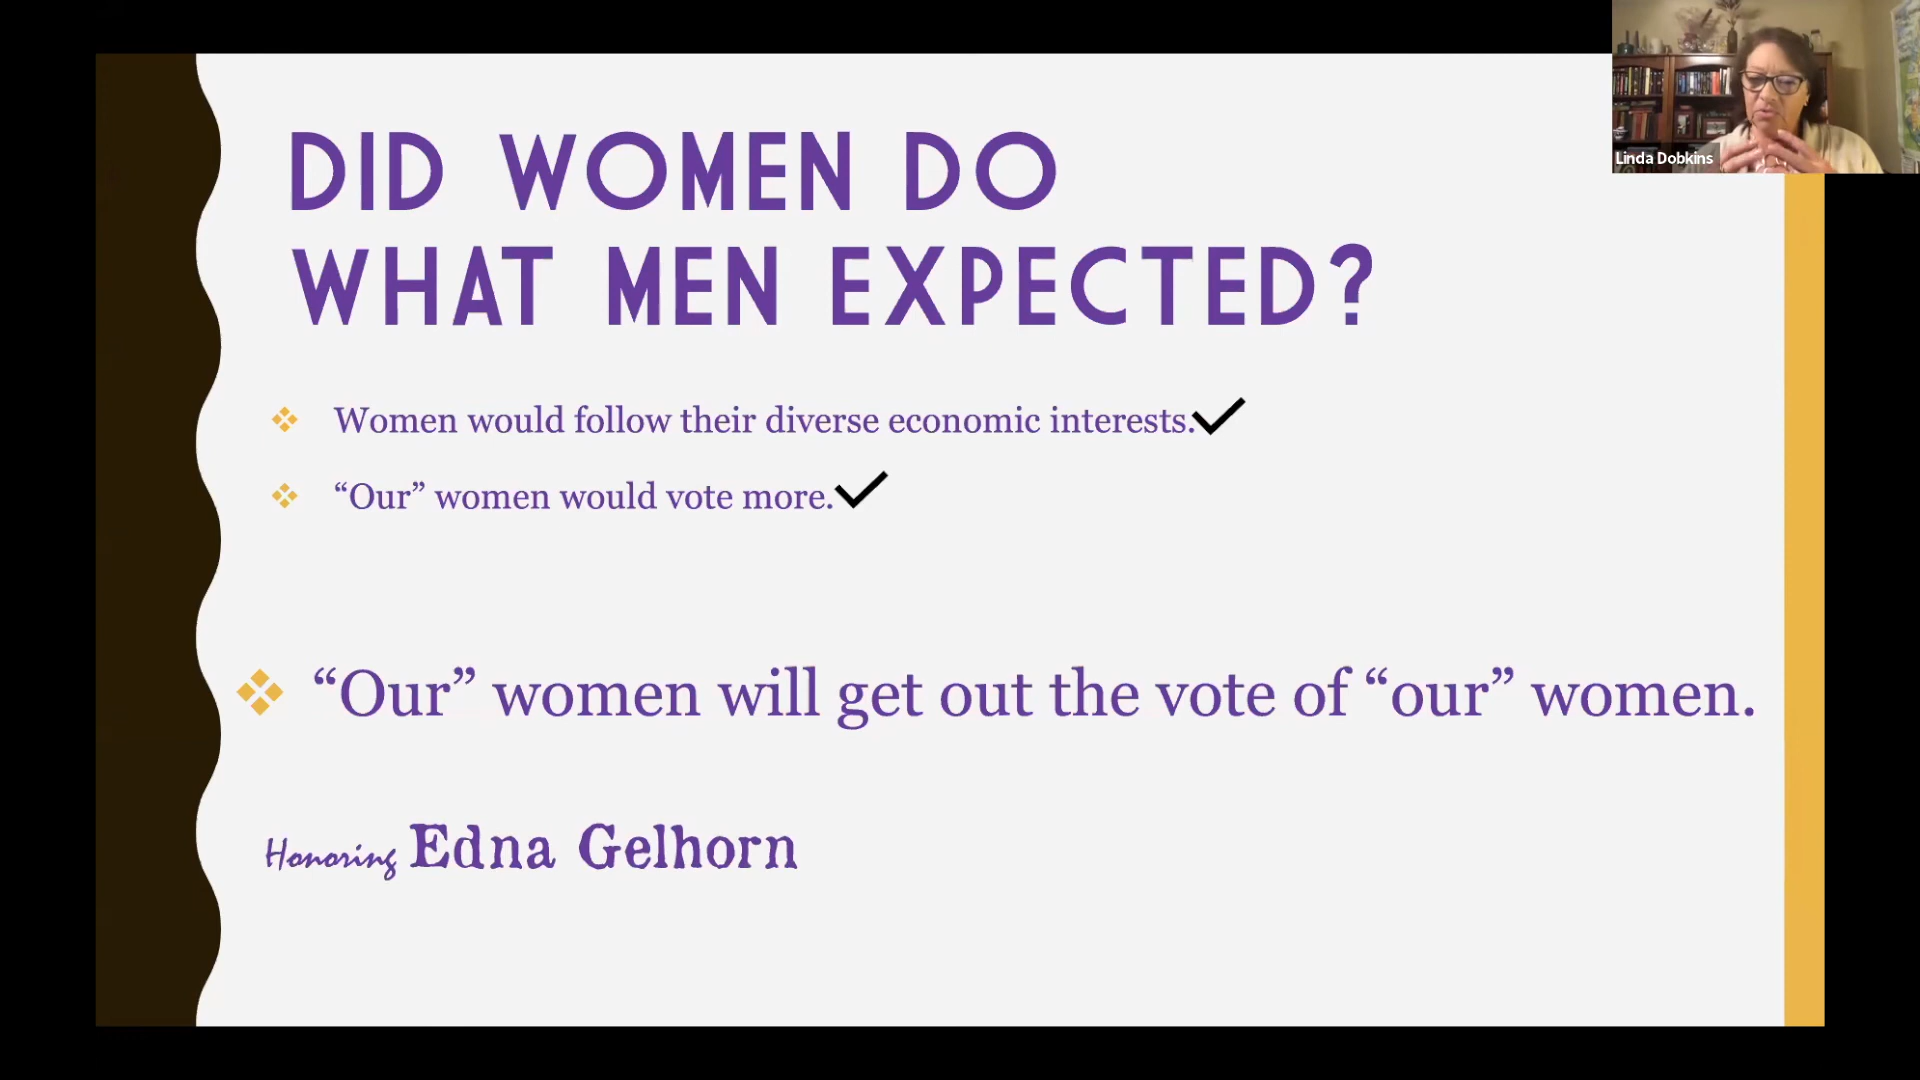 Linda Dobkins
DID WOMEN DO
WHAT MEN EXPECTED?
Women would follow their diverse economic interests.
“Our” women would vote more.
“Our” women will get out the vote of “our” women.
Honoring Edna Gelhorn